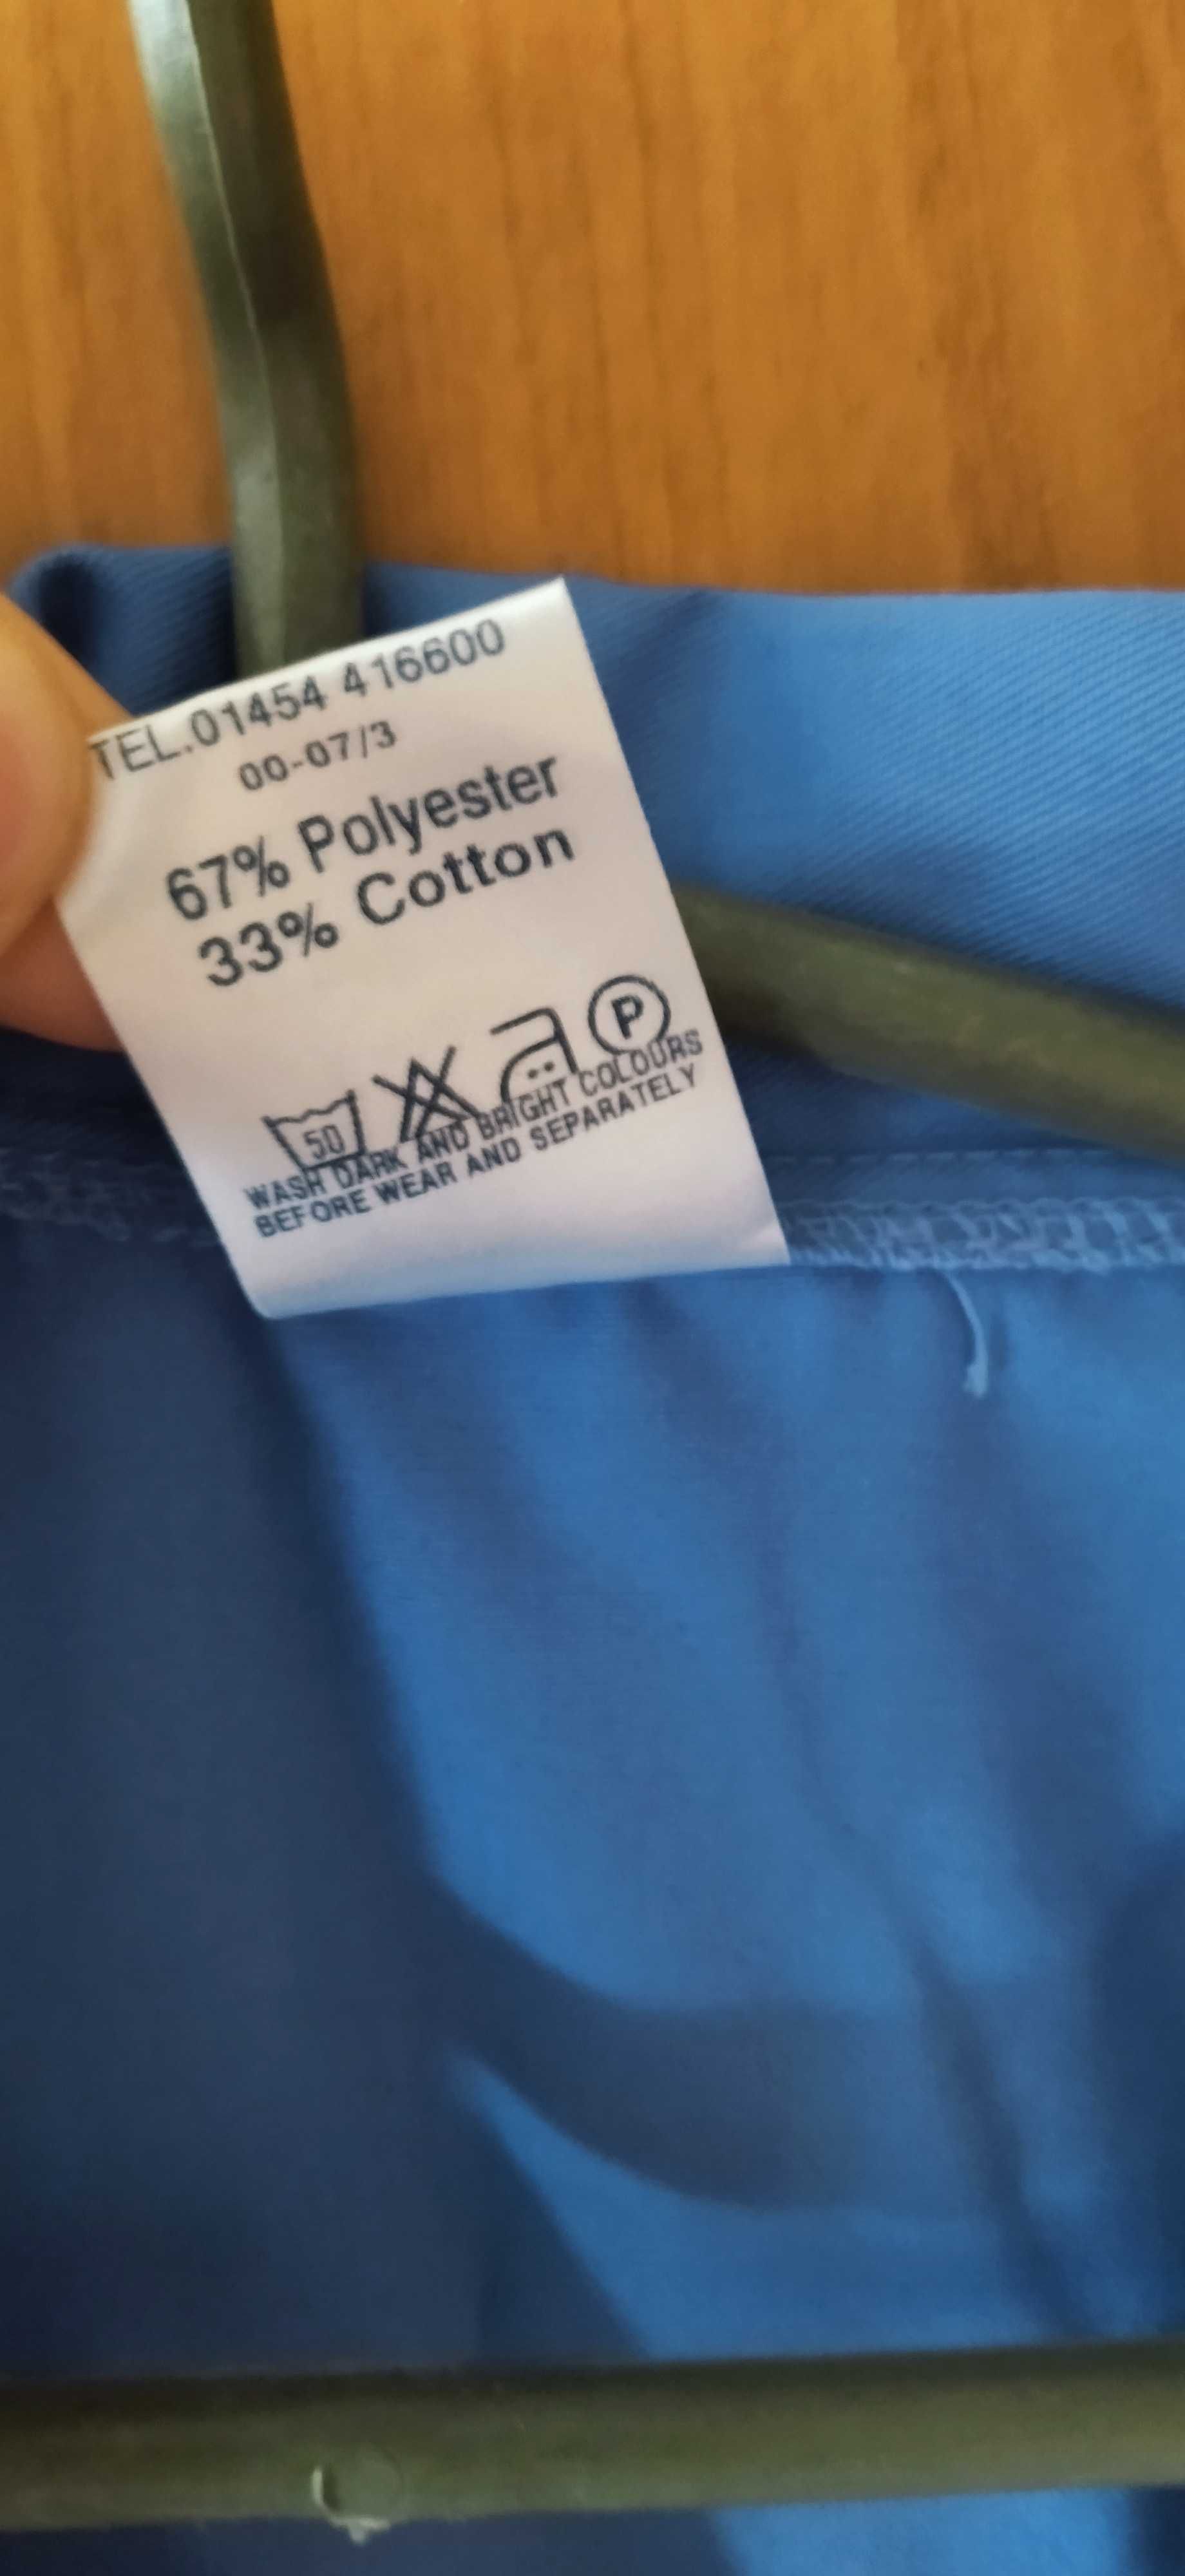 TEL.01454 416600
00-07/3
67% Polyester
33% Cotton
50 P
WASH DARK AND BRIGHT COLOURS
BEFORE WEAR AND SEPARATELY